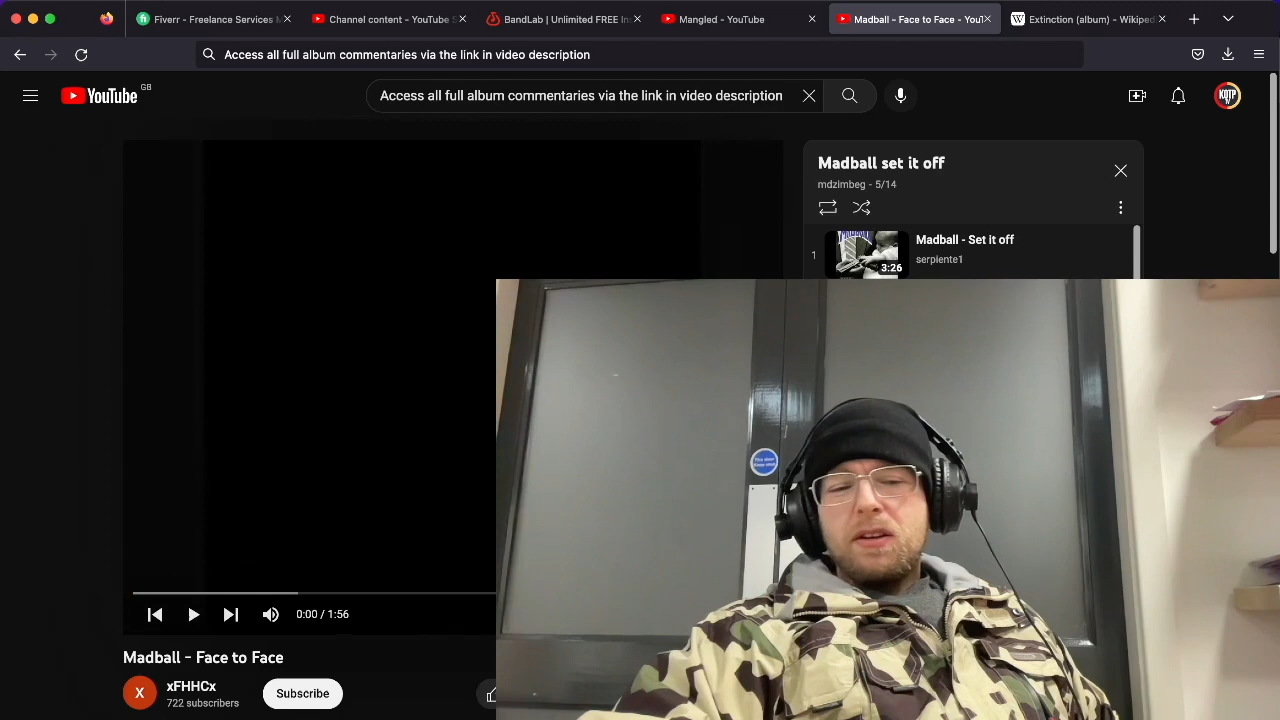 Fiverr - Freelance Services M
Channel content - YouTube S
BandLab | Unlimited FREE In
Mangled - YouTube
Madball - Face to Face - YouT
Extinction (album) - Wikiped
Access all full album commentaries via the link in video description
YouTube
GB
Access all full album commentaries via the link in video description
Madball set it off
mdzimbeg - 5/14
1
3:26
Madball - Set it off
serpiente1
0:00 / 1:56
Madball - Face to Face
X
xFHHCx
722 subscribers
Subscribe